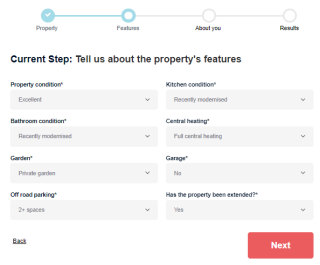 Property Features About you Results
Current Step: Tell us about the property's features
Property condition* Kitchen condition*
Excellent Recently modernised
Bathroom condition* Central heating*
Recently modernised Full central heating
Garden* Garage*
Private garden No
Off road parking* Has the property been extended?*
2+ spaces Yes
Back Next